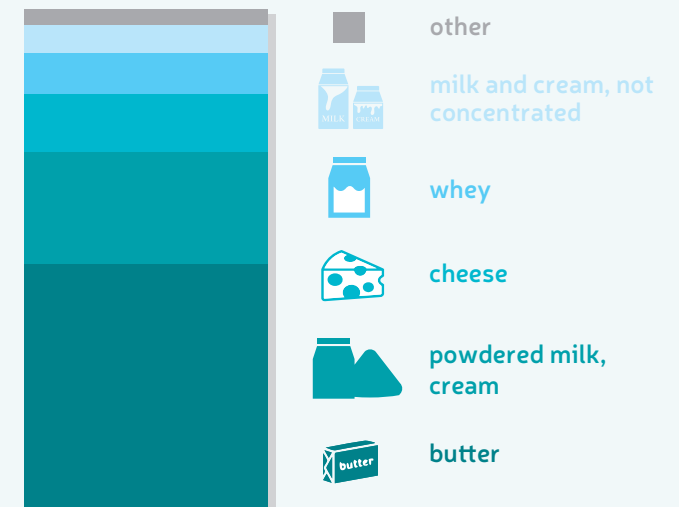 other
milk and cream, not
concentrated
MILK
CREAM
whey
cheese
powdered milk,
cream
butter
butter